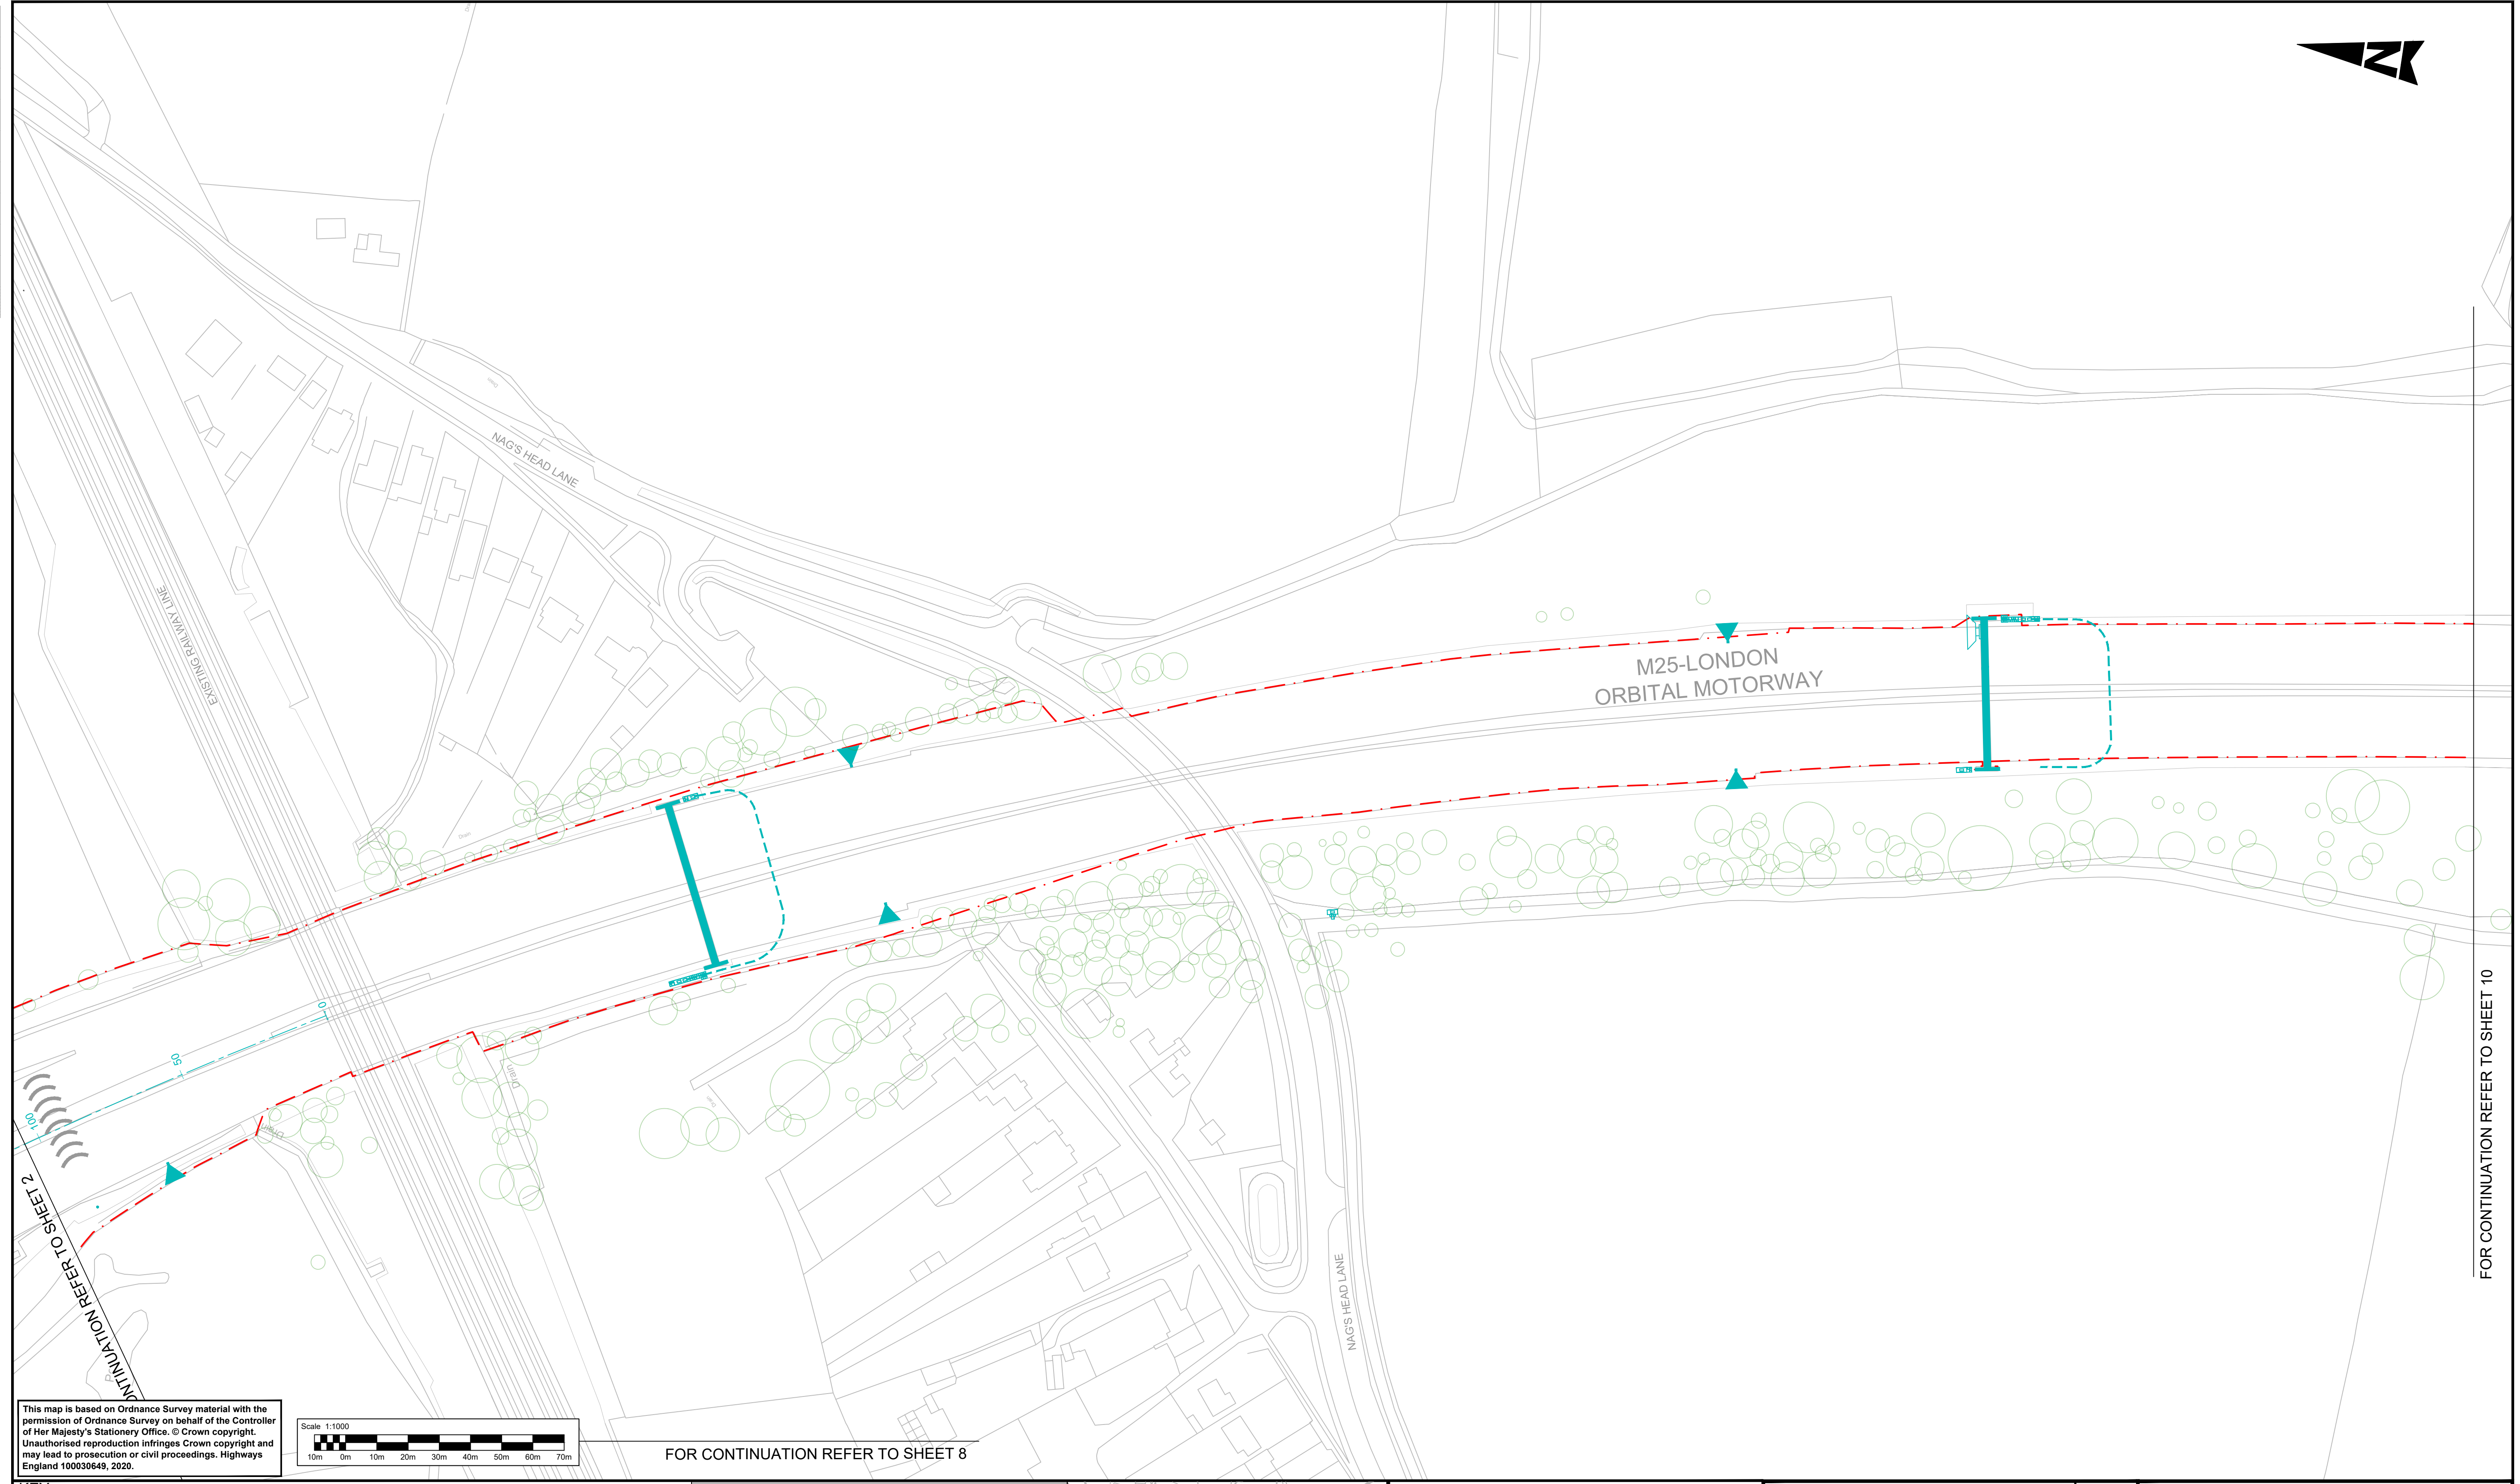 N
Drain
NAG'S HEAD LANE
EXISTING RAILWAY LINE
M25-LONDON
ORBITAL MOTORWAY
Drain
0
50
100
Drain
Drain
Drain
NAG'S HEAD LANE
FOR CONTINUATION REFER TO SHEET 10
REFER TO SHEET 2
This map is based on Ordnance Survey material with the
permission of Ordnance Survey on behalf of the Controller
of Her Majesty's Stationery Office. © Crown copyright.
Unauthorised reproduction infringes Crown copyright and
may lead to prosecution or civil proceedings. Highways
England 100030649, 2020.
Scale 1:1000
10m 0m 10m 20m 30m 40m 50m 60m 70m
FOR CONTINUATION REFER TO SHEET 8